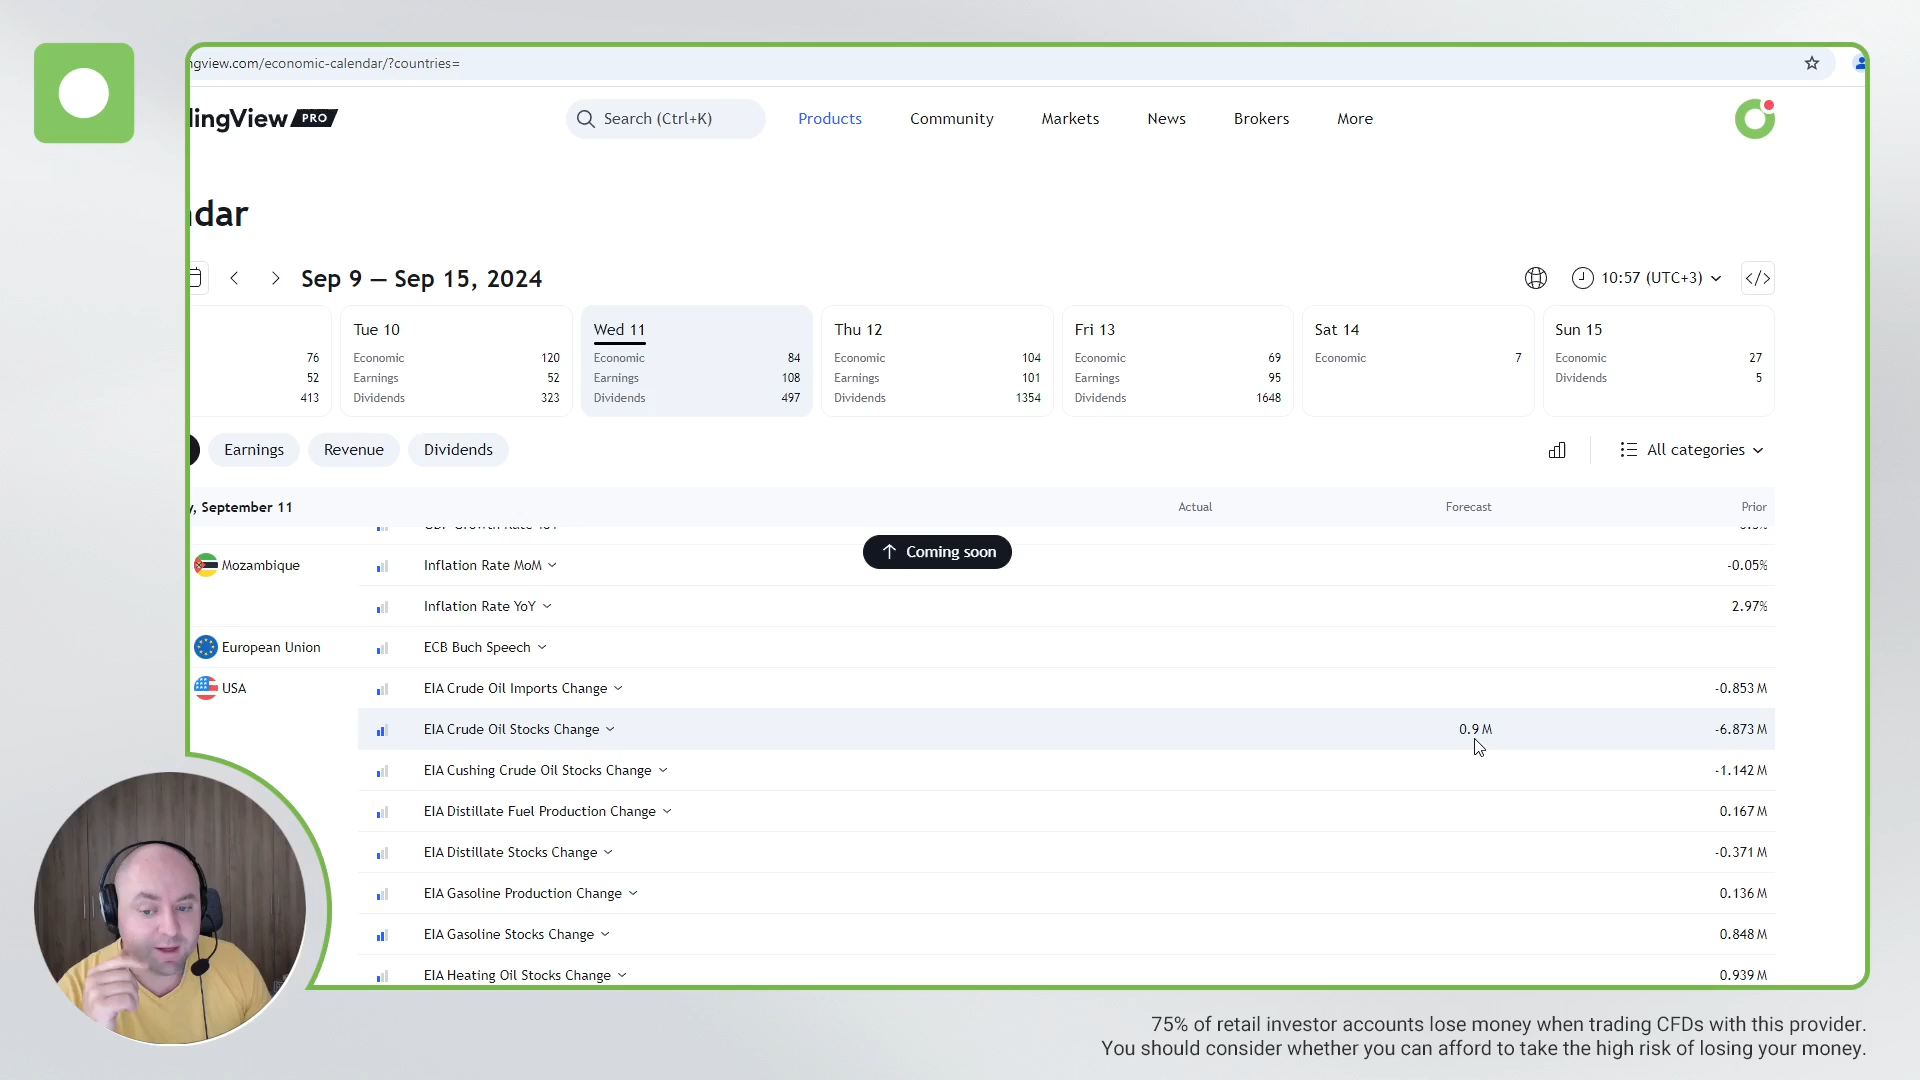 ngview.com/economic-calendar/?countries=
lingView PRO
Search (Ctrl+K)
Products
Community
Markets
News
Brokers
More
dar
Sep 9 — Sep 15, 2024
10:57 (UTC+3)
76
52
413
Tue 10
Economic 120
Earnings 52
Dividends 323
Wed 11
Economic 84
Earnings 108
Dividends 497
Thu 12
Economic 104
Earnings 101
Dividends 1354
Fri 13
Economic 69
Earnings 95
Dividends 1648
Sat 14
Economic 7
Sun 15
Economic 27
Dividends 5
Earnings
Revenue
Dividends
All categories
y, September 11 Actual Forecast Prior
Coming soon
Mozambique Inflation Rate MoM -0.05%
Inflation Rate YoY 2.97%
European Union ECB Buch Speech
USA EIA Crude Oil Imports Change -0.853 M
EIA Crude Oil Stocks Change 0.9 M -6.873 M
EIA Cushing Crude Oil Stocks Change -1.142 M
EIA Distillate Fuel Production Change 0.167 M
EIA Distillate Stocks Change -0.371 M
EIA Gasoline Production Change 0.136 M
EIA Gasoline Stocks Change 0.848 M
EIA Heating Oil Stocks Change 0.939 M
75% of retail investor accounts lose money when trading CFDs with this provider.
You should consider whether you can afford to take the high risk of losing your money.